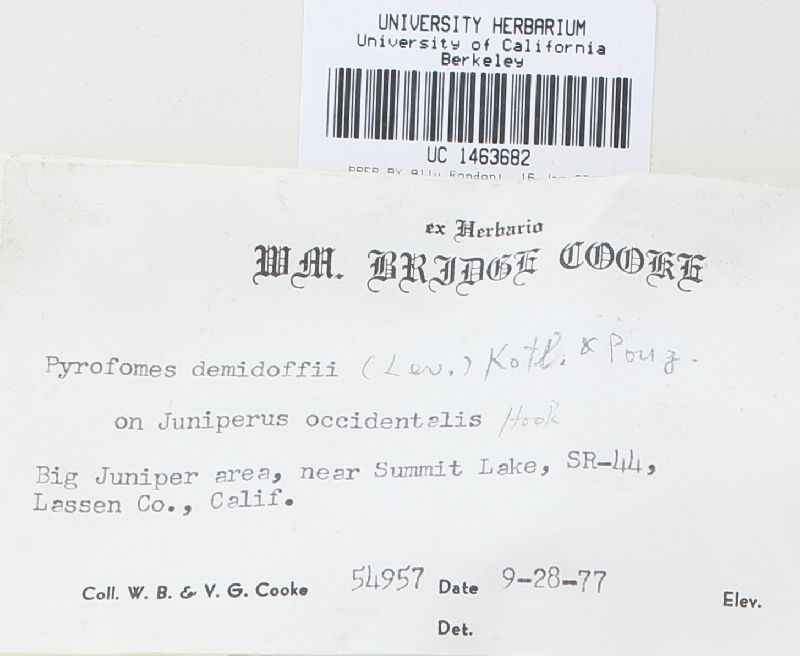 UNIVERSITY HERBARIUM
University of California
Berkeley
UC 1463682
ex Herbario
WM. BRIDGE COOKE
Pyrofomes demidoffii (Lev.) Kotl. & Pouz.
on Juniperus occidentalis Hook
Big Juniper area, near Summit Lake, SR-44,
Lassen Co., Calif.
Coll. W. B. & V. G. Cooke 54957 Date 9-28-77 Elev.
Det.